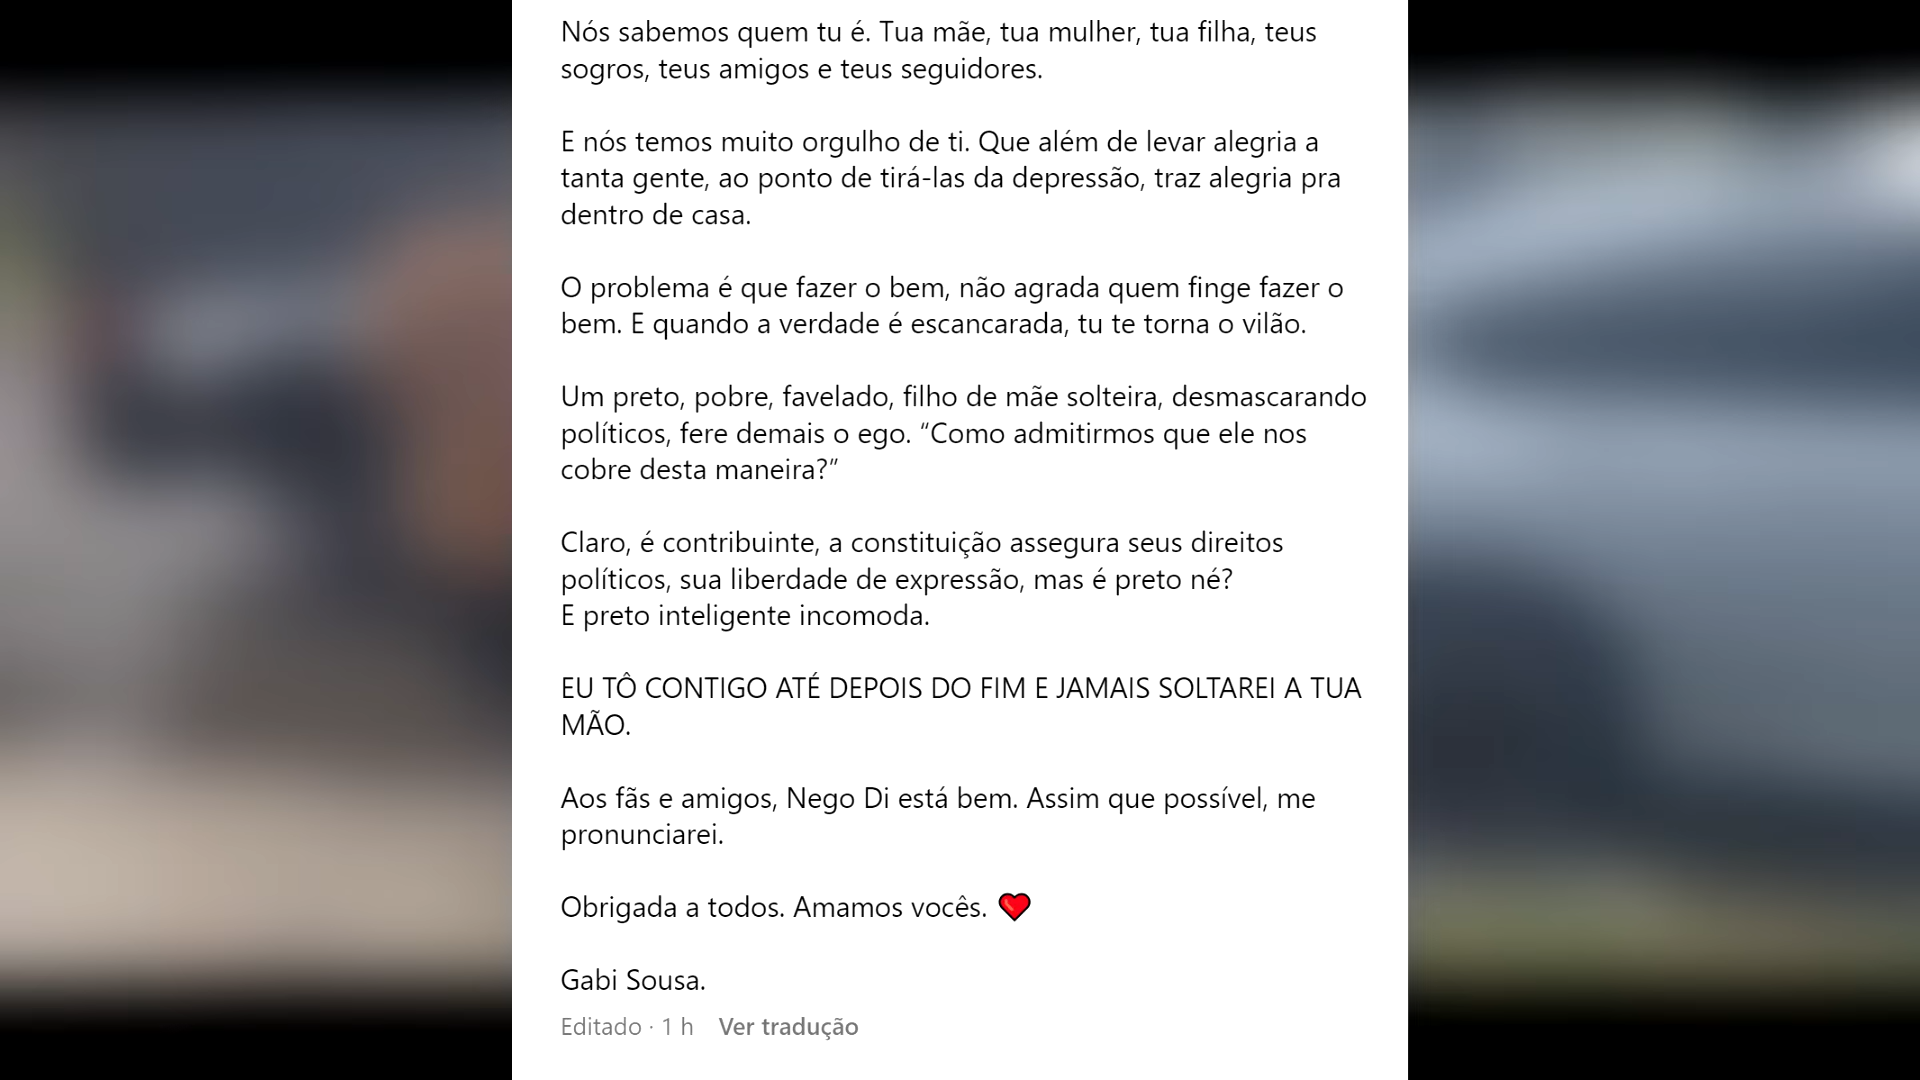 Nós sabemos quem tu é. Tua mãe, tua mulher, tua filha, teus
sogros, teus amigos e teus seguidores.
E nós temos muito orgulho de ti. Que além de levar alegria a
tanta gente, ao ponto de tirá-las da depressão, traz alegria pra
dentro de casa.
O problema é que fazer o bem, não agrada quem finge fazer o
bem. E quando a verdade é escancarada, tu te torna o vilão.
Um preto, pobre, favelado, filho de mãe solteira, desmascarando
políticos, fere demais o ego. “Como admitirmos que ele nos
cobre desta maneira?”
Claro, é contribuinte, a constituição assegura seus direitos
políticos, sua liberdade de expressão, mas é preto né?
E preto inteligente incomoda.
EU TÔ CONTIGO ATÉ DEPOIS DO FIM E JAMAIS SOLTAREI A TUA
MÃO.
Aos fãs e amigos, Nego Di está bem. Assim que possível, me
pronunciarei.
Obrigada a todos. Amamos vocês. ❤️
Gabi Sousa.
Editado · 1 h Ver tradução